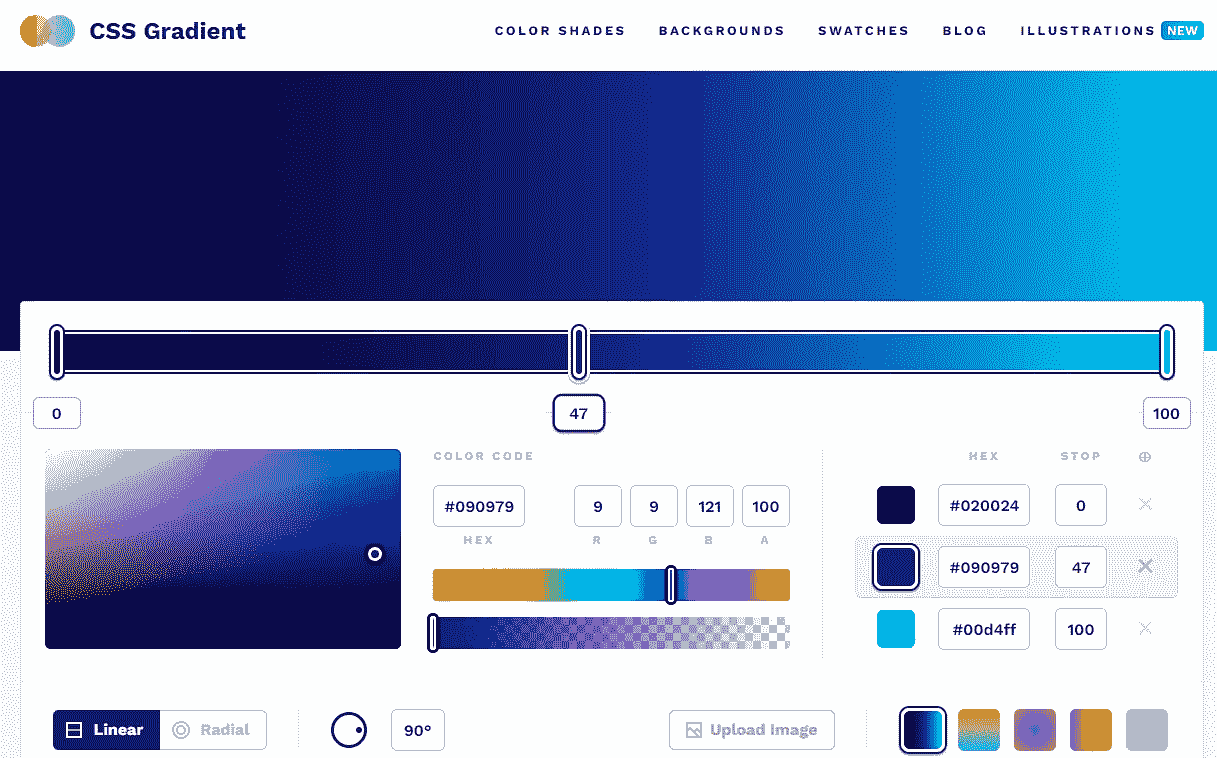 CSS Gradient
COLOR SHADES BACKGROUNDS SWATCHES BLOG ILLUSTRATIONS NEW
0 47 100
COLOR CODE HEX STOP
#090979 9 9 121 100 #020024 0
HEX R G B A
#090979 47
#00d4ff 100
Linear Radial 90° Upload Image